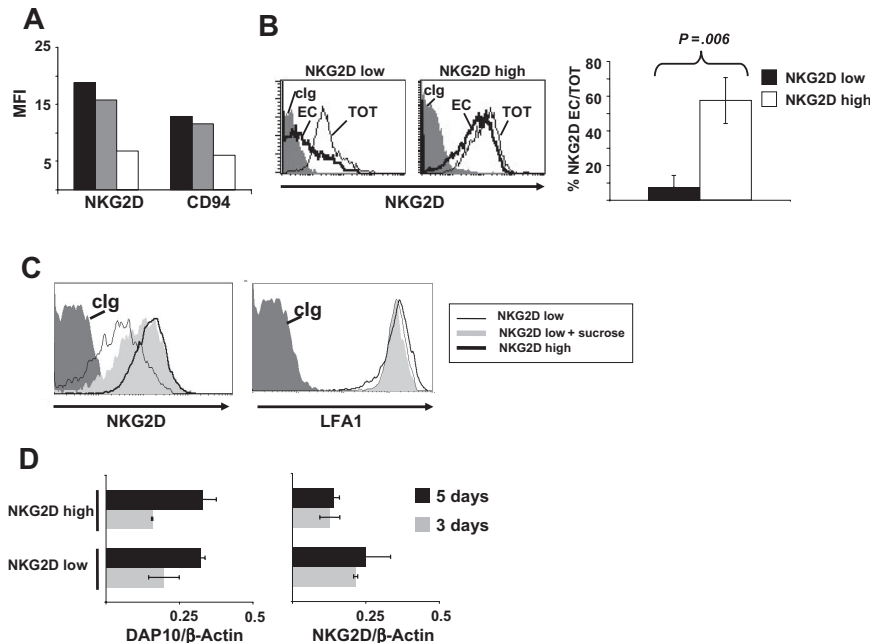 A
25
15
5
MFI
NKG2D
CD94
B
NKG2D low
NKG2D high
cIg
EC
TOT
cIg
EC
TOT
NKG2D
P = .006
80
60
40
20
% NKG2D EC/TOT
NKG2D low
NKG2D high
C
cIg
NKG2D
cIg
LFA1
NKG2D low
NKG2D low + sucrose
NKG2D high
D
NKG2D high
NKG2D low
0.25
0.5
DAP10/β-Actin
0.25
0.5
NKG2D/β-Actin
5 days
3 days